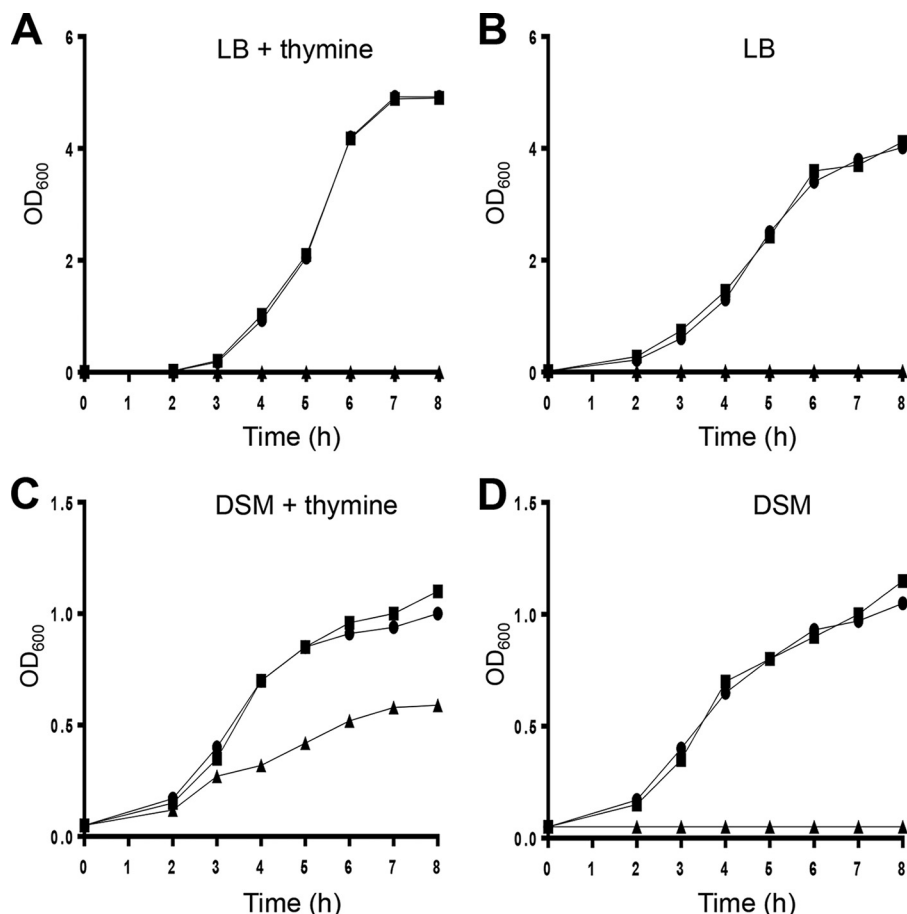 A
LB + thymine
6
4
2
0
OD600
0 1 2 3 4 5 6 7 8
Time (h)
B
LB
6
4
2
0
OD600
0 1 2 3 4 5 6 7 8
Time (h)
C
DSM + thymine
1.5
1.0
0.5
0.0
OD600
0 1 2 3 4 5 6 7 8
Time (h)
D
DSM
1.5
1.0
0.5
0.0
OD600
0 1 2 3 4 5 6 7 8
Time (h)